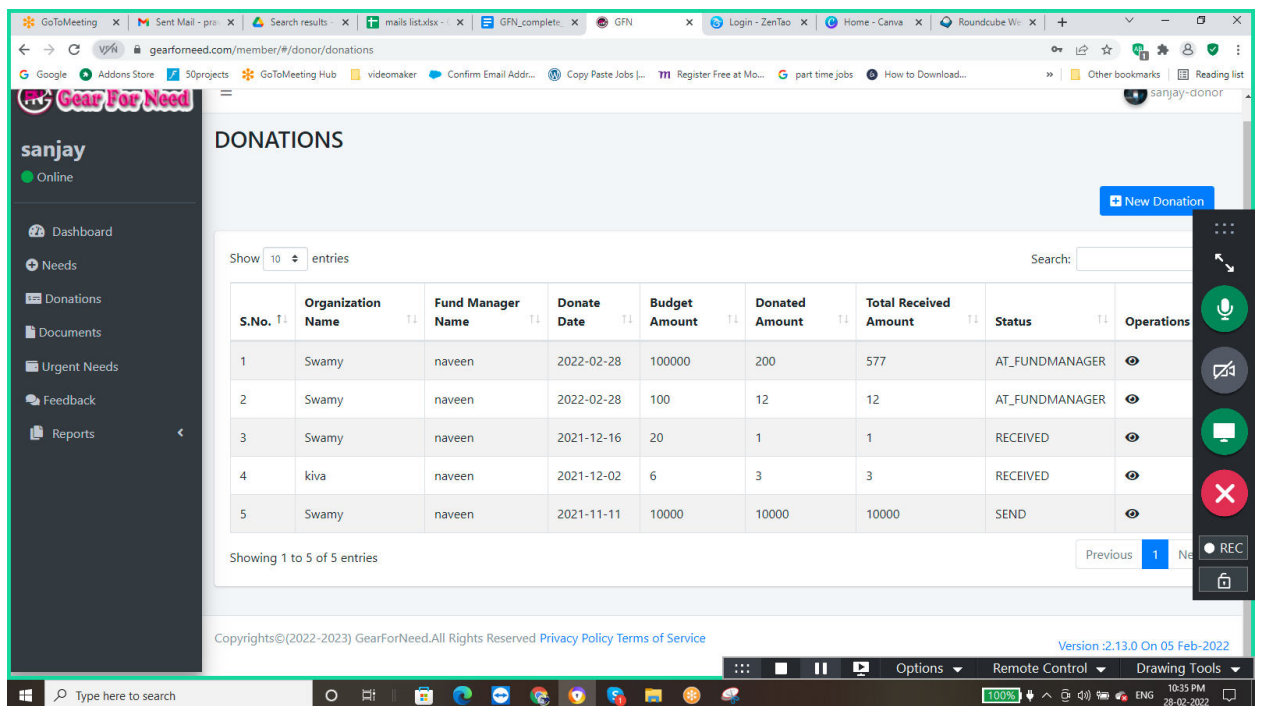 GoToMeeting
Sent Mail - pra
Search results -
mails list.xlsx -
GFN_complete_
GFN
Login - ZenTao
Home - Canva
Roundcube We
gearforneed.com/member/#/donor/donations
Google
Addons Store
50projects
GoToMeeting Hub
videomaker
Confirm Email Addr...
Copy Paste Jobs |...
Register Free at Mo...
part time jobs
How to Download...
»
Other bookmarks
Reading list
Gear For Need
sanjay-donor
sanjay
Online
Dashboard
Needs
Donations
Documents
Urgent Needs
Feedback
Reports
DONATIONS
New Donation
Show 10 entries
Search:
S.No. Organization Name Fund Manager Name Donate Date Budget Amount Donated Amount Total Received Amount Status Operations
1 Swamy naveen 2022-02-28 100000 200 577 AT_FUNDMANAGER
2 Swamy naveen 2022-02-28 100 12 12 AT_FUNDMANAGER
3 Swamy naveen 2021-12-16 20 1 1 RECEIVED
4 kiva naveen 2021-12-02 6 3 3 RECEIVED
5 Swamy naveen 2021-11-11 10000 10000 10000 SEND
Showing 1 to 5 of 5 entries
Previous 1 Ne
REC
Copyrights©(2022-2023) GearForNeed.All Rights Reserved Privacy Policy Terms of Service
Version :2.13.0 On 05 Feb-2022
Options
Remote Control
Drawing Tools
Type here to search
100%
ENG
10:35 PM
28-02-2022